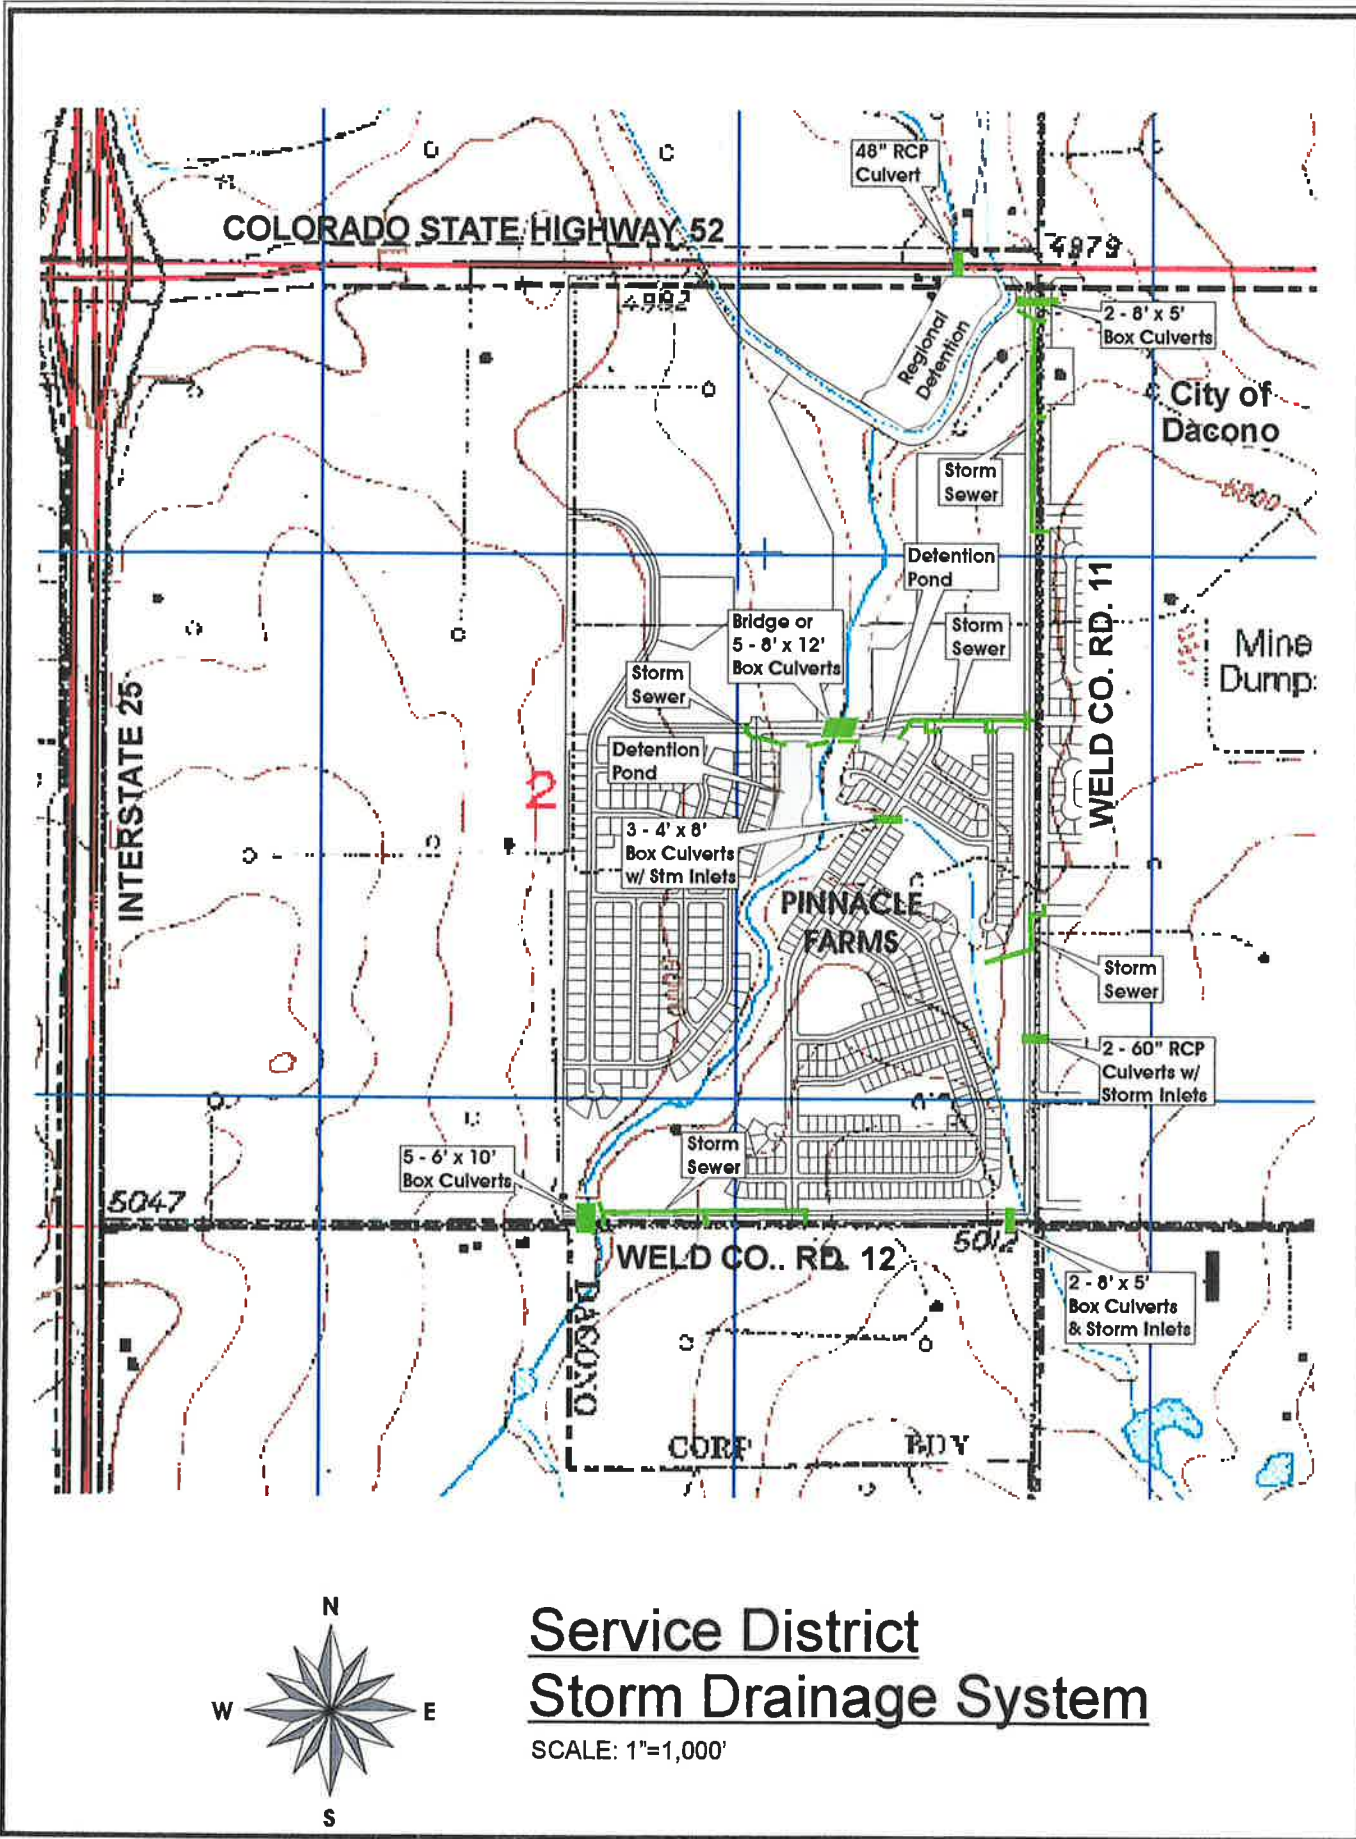 48" RCP
Culvert
COLORADO STATE HIGHWAY 52
4979
4992
2 - 8' x 5'
Box Culverts
Regional
Detention
City of
Dacono
Storm
Sewer
Detention
Pond
WELD CO. RD. 11
Bridge or
5 - 8' x 12'
Box Culverts
Storm
Sewer
Mine
Dump
Storm
Sewer
INTERSTATE 25
Detention
Pond
2
3 - 4' x 8'
Box Culverts
w/ Stm Inlets
PINNACLE
FARMS
Storm
Sewer
2 - 60" RCP
Culverts w/
Storm Inlets
5 - 6' x 10'
Box Culverts
Storm
Sewer
5047
WELD CO.. RD. 12
2 - 8' x 5'
Box Culverts
& Storm Inlets
DACONO
CORP BDY
N
W E
S
Service District
Storm Drainage System
SCALE: 1"=1,000'